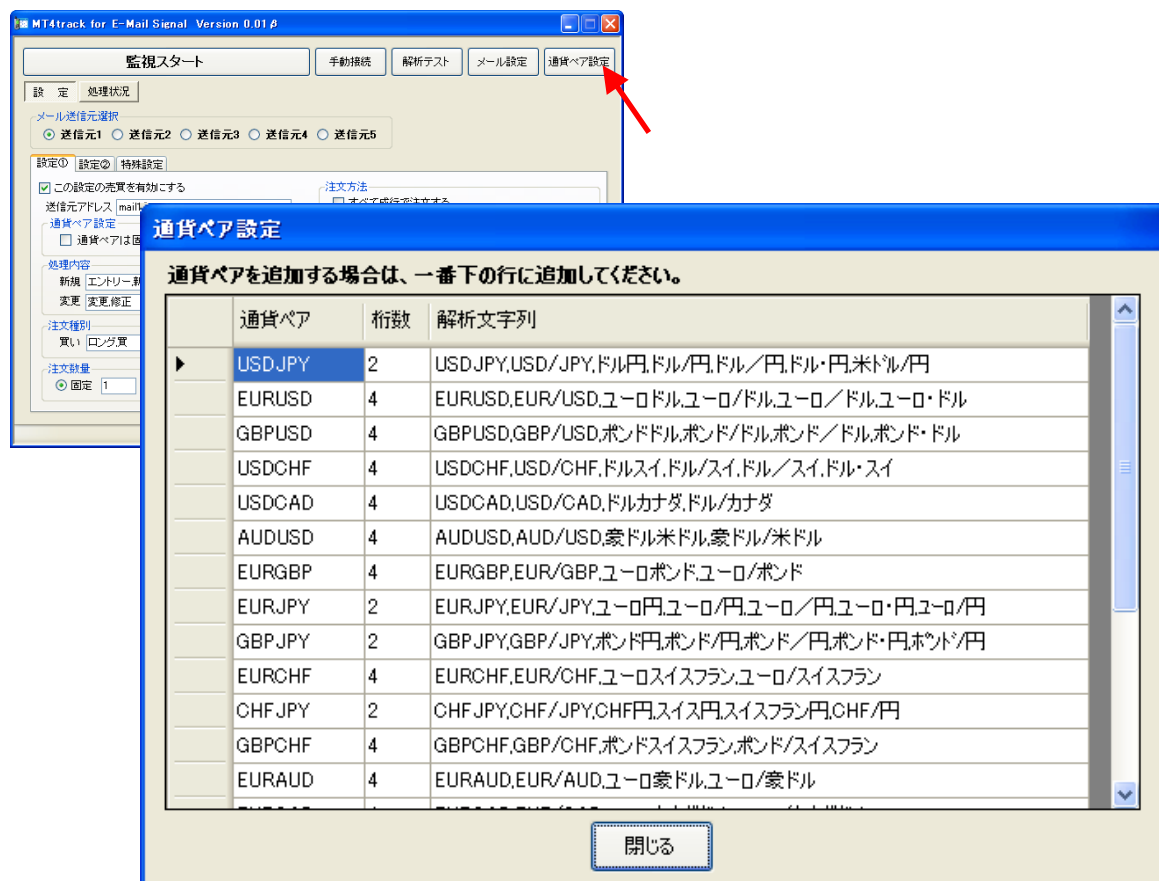 MT4track for E-Mail Signal Version 0.01β
監視スタート 手動接続 解析テスト メール設定 通貨ペア設定
設 定 処理状況
メール送信元選択
送信元1 送信元2 送信元3 送信元4 送信元5
設定① 設定② 特殊設定
この設定の売買を有効にする 注文方法
すべて成行で注文する
送信元アドレス
通貨ペア設定
通貨ペアは
処理内容
新規 エントリー,新
変更 変更,修正
注文種別
買い ロング,買
注文数量
固定 1
通貨ペア設定
通貨ペアを追加する場合は、一番下の行に追加してください。
通貨ペア 桁数 解析文字列
USDJPY 2 USDJPY,USD/JPY,ドル円,ドル/円,ドル／円,ドル・円,米ﾄﾞﾙ/円
EURUSD 4 EURUSD,EUR/USD,ユーロドル,ユーロ/ドル,ユーロ／ドル,ユーロ・ドル
GBPUSD 4 GBPUSD,GBP/USD,ポンドドル,ポンド/ドル,ポンド／ドル,ポンド・ドル
USDCHF 4 USDCHF,USD/CHF,ドルスイ,ドル/スイ,ドル／スイ,ドル・スイ
USDCAD 4 USDCAD,USD/CAD,ドルカナダ,ドル/カナダ
AUDUSD 4 AUDUSD,AUD/USD,豪ドル米ドル,豪ドル/米ドル
EURGBP 4 EURGBP,EUR/GBP,ユーロポンド,ユーロ/ポンド
EURJPY 2 EURJPY,EUR/JPY,ユーロ円,ユーロ/円,ユーロ／円,ユーロ・円,ﾕｰﾛ/円
GBPJPY 2 GBPJPY,GBP/JPY,ポンド円,ポンド/円,ポンド／円,ポンド・円,ﾎﾟﾝﾄﾞ/円
EURCHF 4 EURCHF,EUR/CHF,ユーロスイスフラン,ユーロ/スイスフラン
CHFJPY 2 CHFJPY,CHF/JPY,CHF円,スイス円,スイスフラン円,CHF/円
GBPCHF 4 GBPCHF,GBP/CHF,ポンドスイスフラン,ポンド/スイスフラン
EURAUD 4 EURAUD,EUR/AUD,ユーロ豪ドル,ユーロ/豪ドル
閉じる